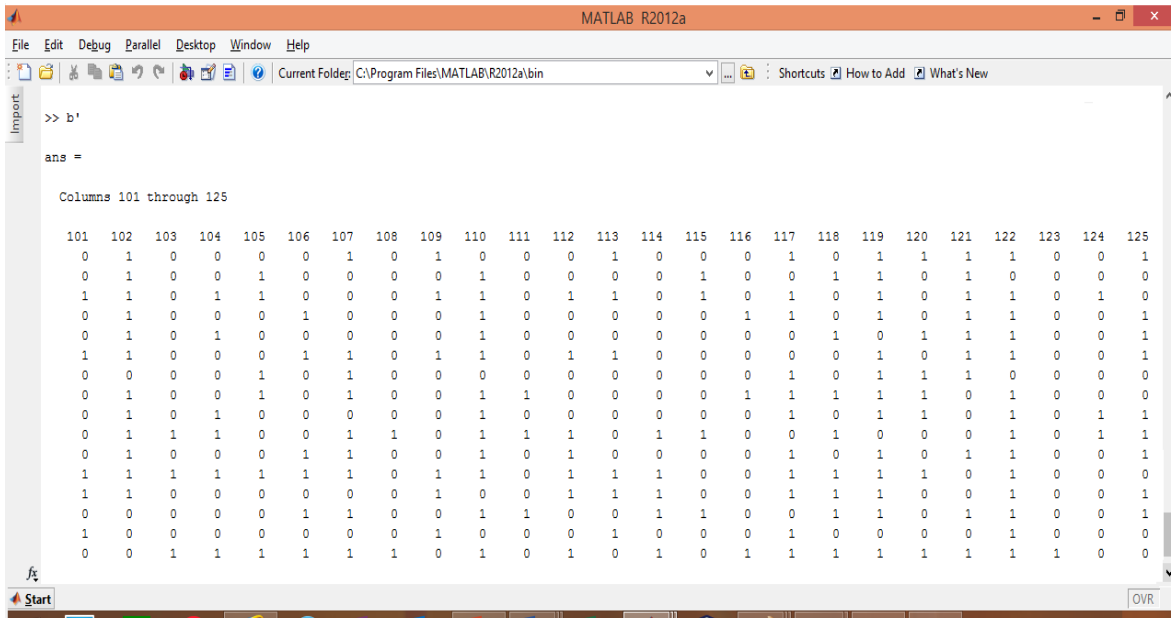 MATLAB R2012a
File Edit Debug Parallel Desktop Window Help
Current Folder: C:\Program Files\MATLAB\R2012a\bin ... Shortcuts How to Add What's New
Import
>> b'
ans =
Columns 101 through 125
101 102 103 104 105 106 107 108 109 110 111 112 113 114 115 116 117 118 119 120 121 122 123 124 125
0 1 0 0 0 0 1 0 1 0 0 0 1 0 0 0 1 0 1 1 1 1 0 0 1
0 1 0 0 1 0 0 0 0 1 0 0 0 0 1 0 0 1 1 0 1 0 0 0 0
1 1 0 1 1 0 0 0 1 1 0 1 1 0 1 0 1 0 1 0 1 1 0 1 0
0 1 0 0 0 1 0 0 0 1 0 0 0 0 0 1 1 0 1 0 1 1 0 0 1
0 1 0 1 0 0 0 0 0 1 0 0 0 0 0 0 0 1 0 1 1 1 0 0 1
1 1 0 0 0 1 1 0 1 1 0 1 1 0 0 0 0 0 1 0 1 1 0 0 1
0 0 0 0 1 0 1 0 0 0 0 0 0 0 0 0 1 0 1 1 1 0 0 0 0
0 1 0 0 1 0 1 0 0 1 1 0 0 0 0 1 1 1 1 1 0 1 0 0 0
0 1 0 1 0 0 0 0 0 1 0 0 0 0 0 0 1 0 1 1 0 1 0 1 1
0 1 1 1 0 0 1 1 0 1 1 1 0 1 1 0 0 1 0 0 0 1 0 1 1
0 1 0 0 0 1 1 0 0 1 0 1 0 0 0 0 1 0 1 0 1 1 0 0 1
1 1 1 1 1 1 1 0 1 1 0 1 1 1 0 0 1 1 1 1 0 1 0 0 0
1 1 0 0 0 0 0 0 1 0 0 1 1 1 0 0 1 1 1 0 0 1 0 0 1
0 0 0 0 0 1 1 0 0 1 1 0 0 1 1 0 0 1 1 0 1 1 0 0 1
1 0 0 0 0 0 0 0 1 0 0 0 1 0 0 0 1 0 0 0 0 1 0 0 0
0 0 1 1 1 1 1 1 0 1 0 1 0 1 0 1 1 1 1 1 1 1 1 0 0
fx
Start OVR